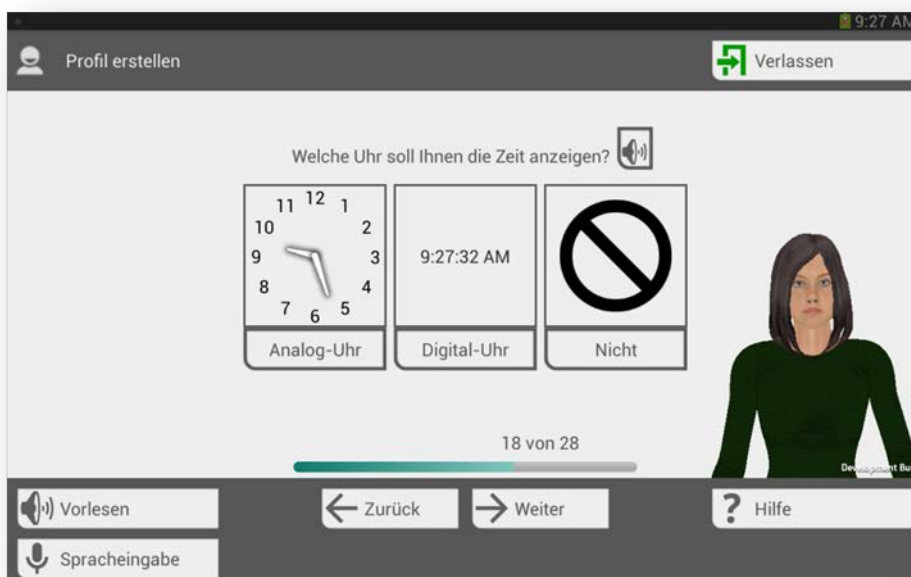 9:27 AM
Profil erstellen
Verlassen
Welche Uhr soll Ihnen die Zeit anzeigen?
12
11 1
10 2
9 3
8 4
7 5
6
9:27:32 AM
Analog-Uhr
Digital-Uhr
Nicht
18 von 28
Development Bu
Vorlesen
Zurück
Weiter
? Hilfe
Spracheingabe